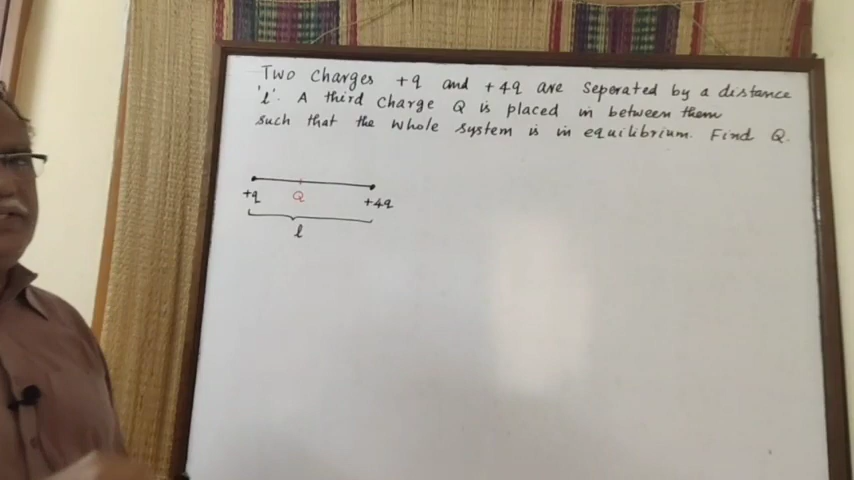 Two charges +q and +4q are seperated by a distance
'l'. A third charge Q is placed in between them
such that the whole system is in equilibrium. Find Q.
+q Q +4q
l